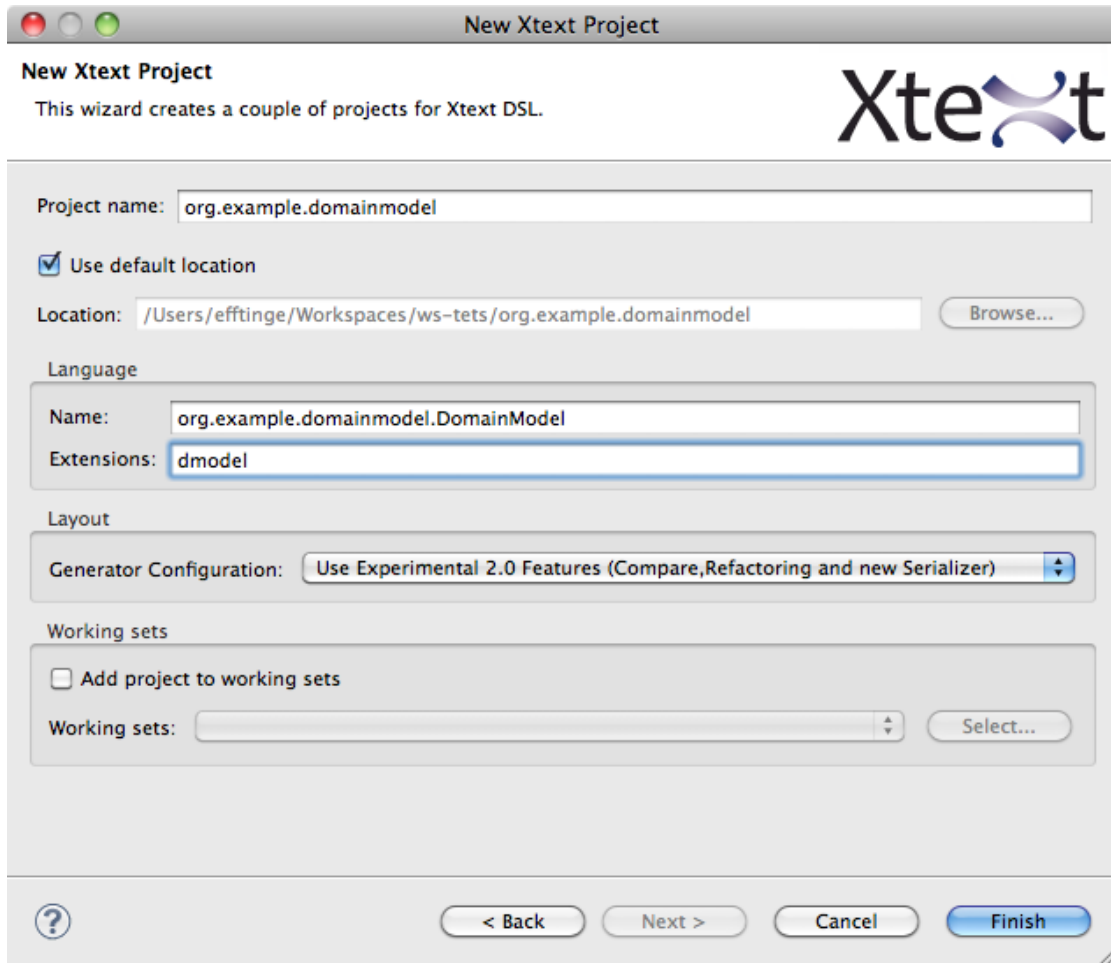 New Xtext Project
New Xtext Project
This wizard creates a couple of projects for Xtext DSL.
Xtext
Project name: org.example.domainmodel
Use default location
Location: /Users/efftinge/Workspaces/ws-tets/org.example.domainmodel Browse...
Language
Name: org.example.domainmodel.DomainModel
Extensions: dmodel
Layout
Generator Configuration: Use Experimental 2.0 Features (Compare,Refactoring and new Serializer)
Working sets
Add project to working sets
Working sets: Select...
? < Back Next > Cancel Finish